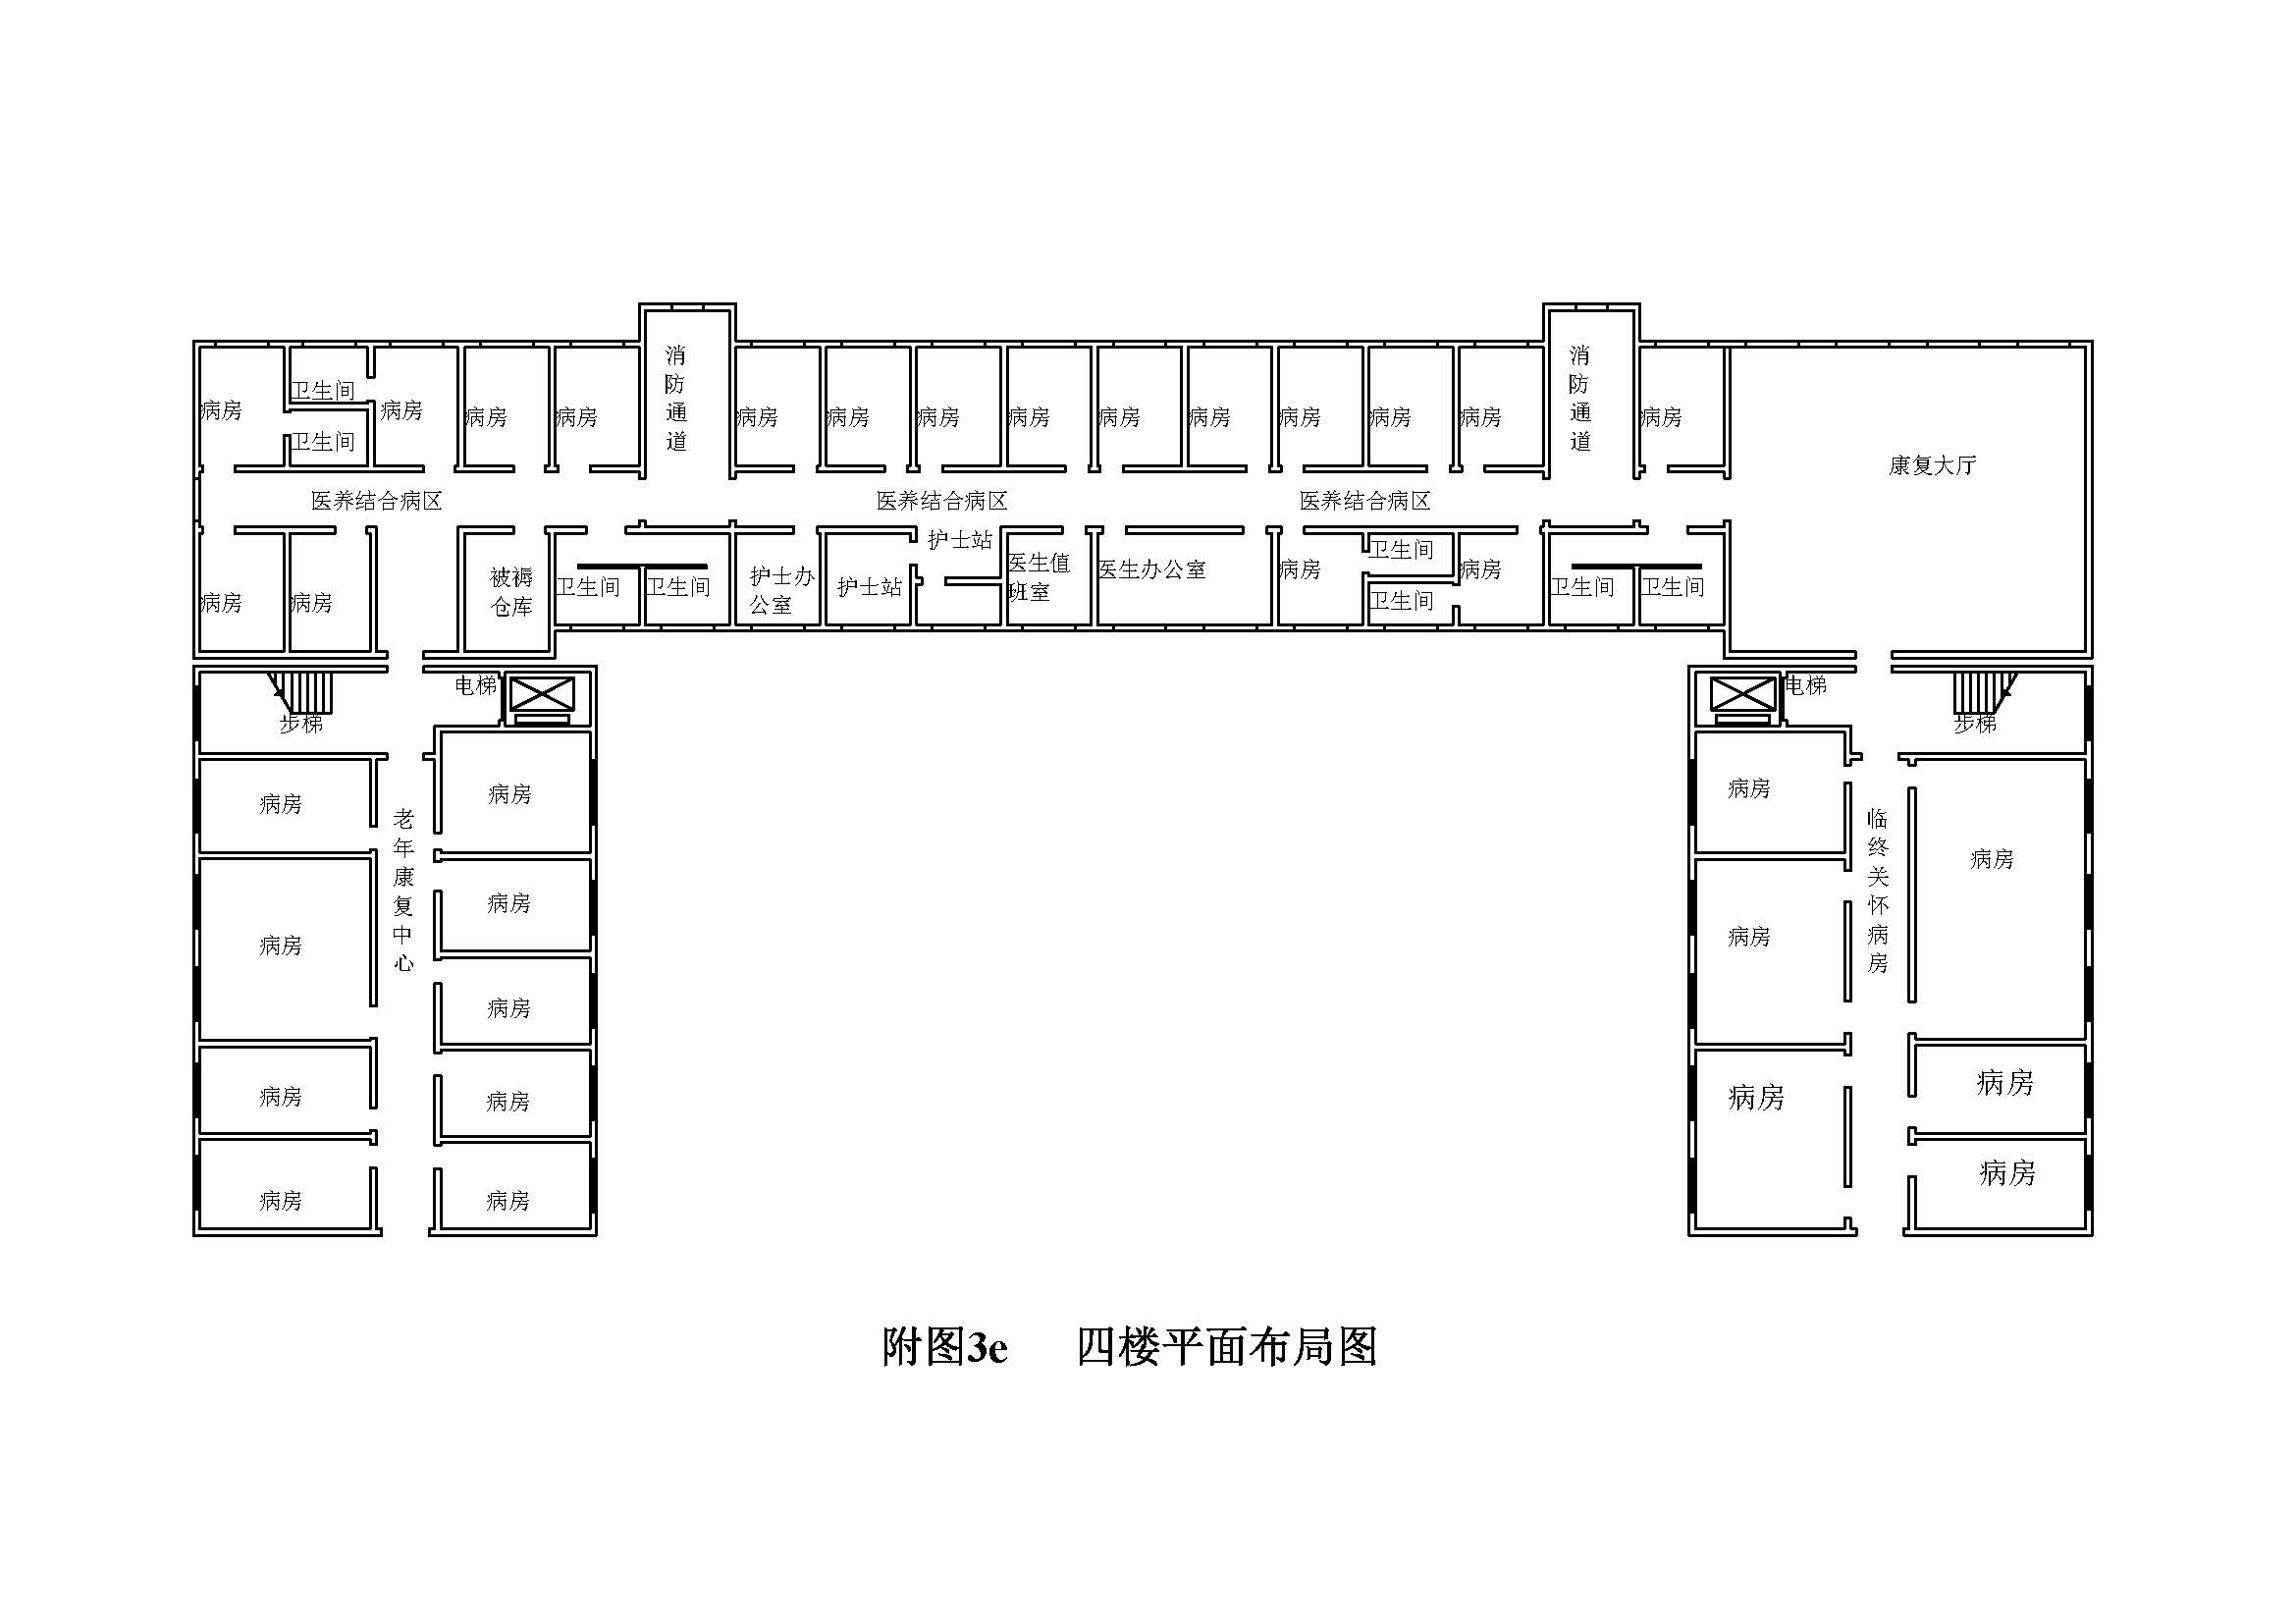 消防通道
消防通道
卫生间
病房
病房
病房
病房
卫生间
病房
病房
病房
病房
病房
病房
病房
病房
病房
病房
康复大厅
医养结合病区
医养结合病区
医养结合病区
护士站
卫生间
病房
病房
被褥
仓库
卫生间
卫生间
护士办
公室
护士站
医生值
班室
医生办公室
病房
卫生间
病房
卫生间
卫生间
电梯
步梯
电梯
步梯
病房
病房
老年康复中心
病房
病房
病房
病房
病房
病房
病房
病房
临终关怀病房
病房
病房
病房
病房
病房
附图3e 四楼平面布局图